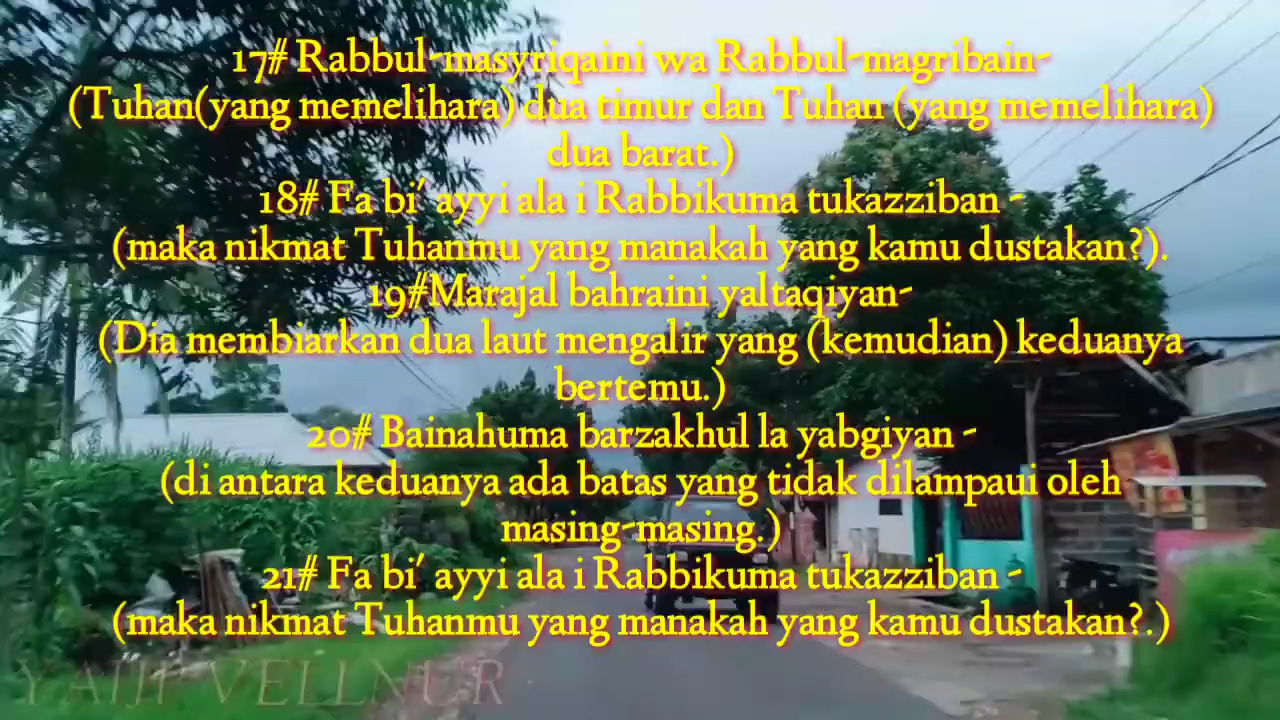 17# Rabbul-masyriqaini wa Rabbul-magribain-
(Tuhan(yang memelihara) dua timur dan Tuhan (yang memelihara)
dua barat.)
18# Fa bi' ayyi ala i Rabbikuma tukazziban -
(maka nikmat Tuhanmu yang manakah yang kamu dustakan?).
19#Marajal bahraini yaltaqiyan-
(Dia membiarkan dua laut mengalir yang (kemudian) keduanya
bertemu.)
20# Bainahuma barzakhul la yabgiyan -
(di antara keduanya ada batas yang tidak dilampaui oleh
masing-masing.)
21# Fa bi' ayyi ala i Rabbikuma tukazziban -
(maka nikmat Tuhanmu yang manakah yang kamu dustakan?.)
VELLNUR